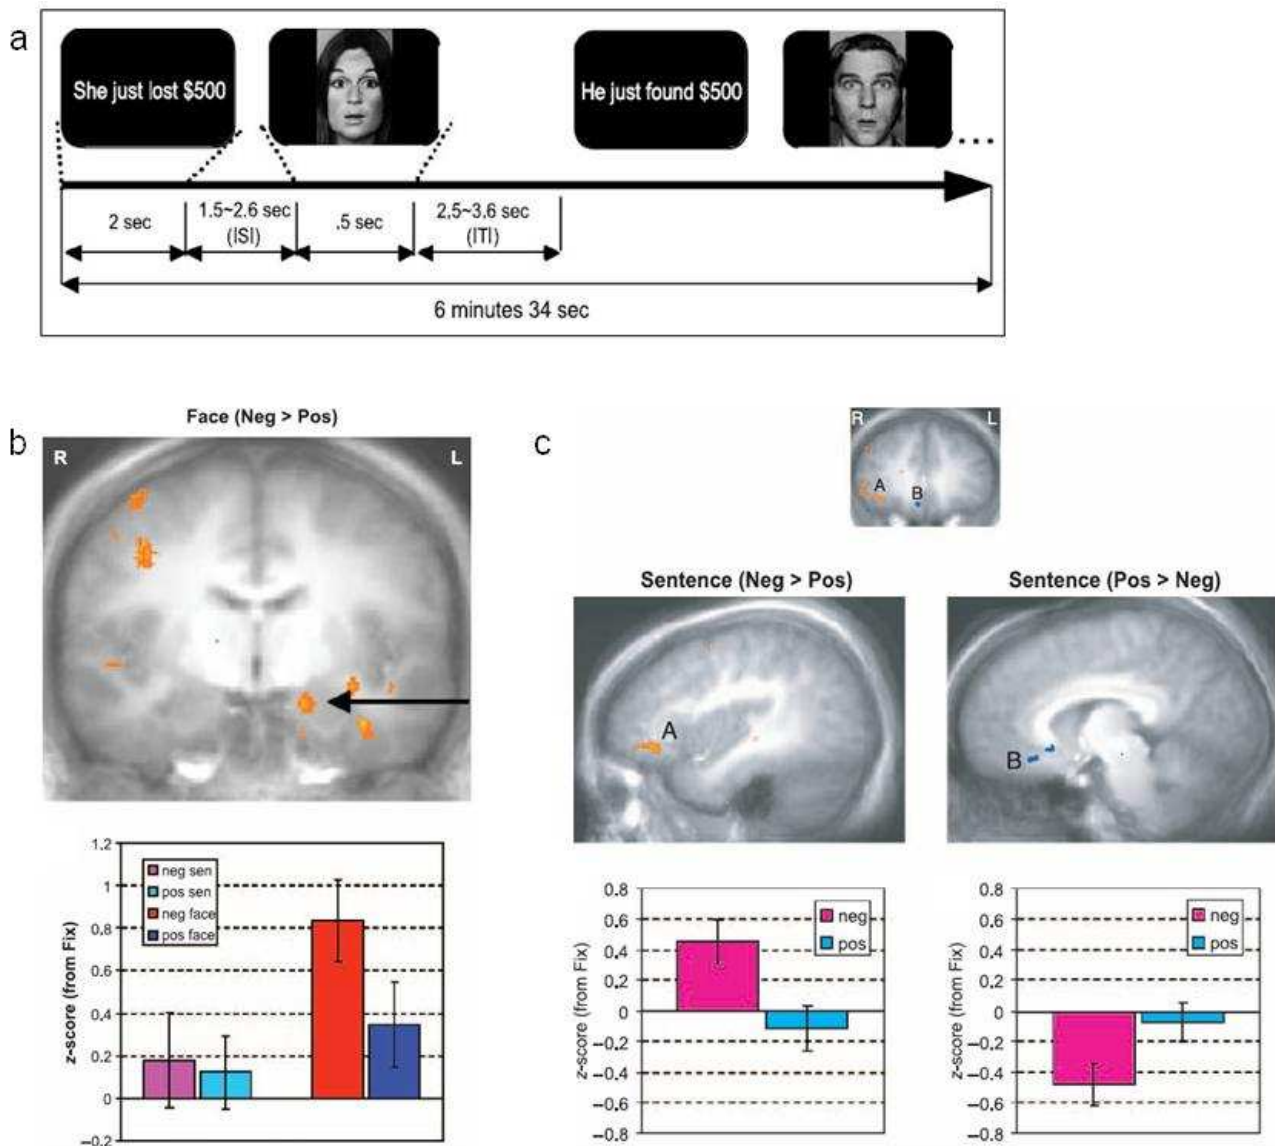 a
She just lost $500
He just found $500
2 sec
1.5~2.6 sec
(ISI)
.5 sec
2.5~3.6 sec
(ITI)
6 minutes 34 sec
b
Face (Neg > Pos)
R
L
1.2
1
0.8
0.6
0.4
0.2
0
–0.2
z-score (from Fix)
neg sen
pos sen
neg face
pos face
c
R
L
A
B
Sentence (Neg > Pos)
A
Sentence (Pos > Neg)
B
0.8
0.6
0.4
0.2
0
–0.2
–0.4
–0.6
–0.8
z-score (from Fix)
neg
pos
0.8
0.6
0.4
0.2
0
–0.2
–0.4
–0.6
–0.8
z-score (from Fix)
neg
pos